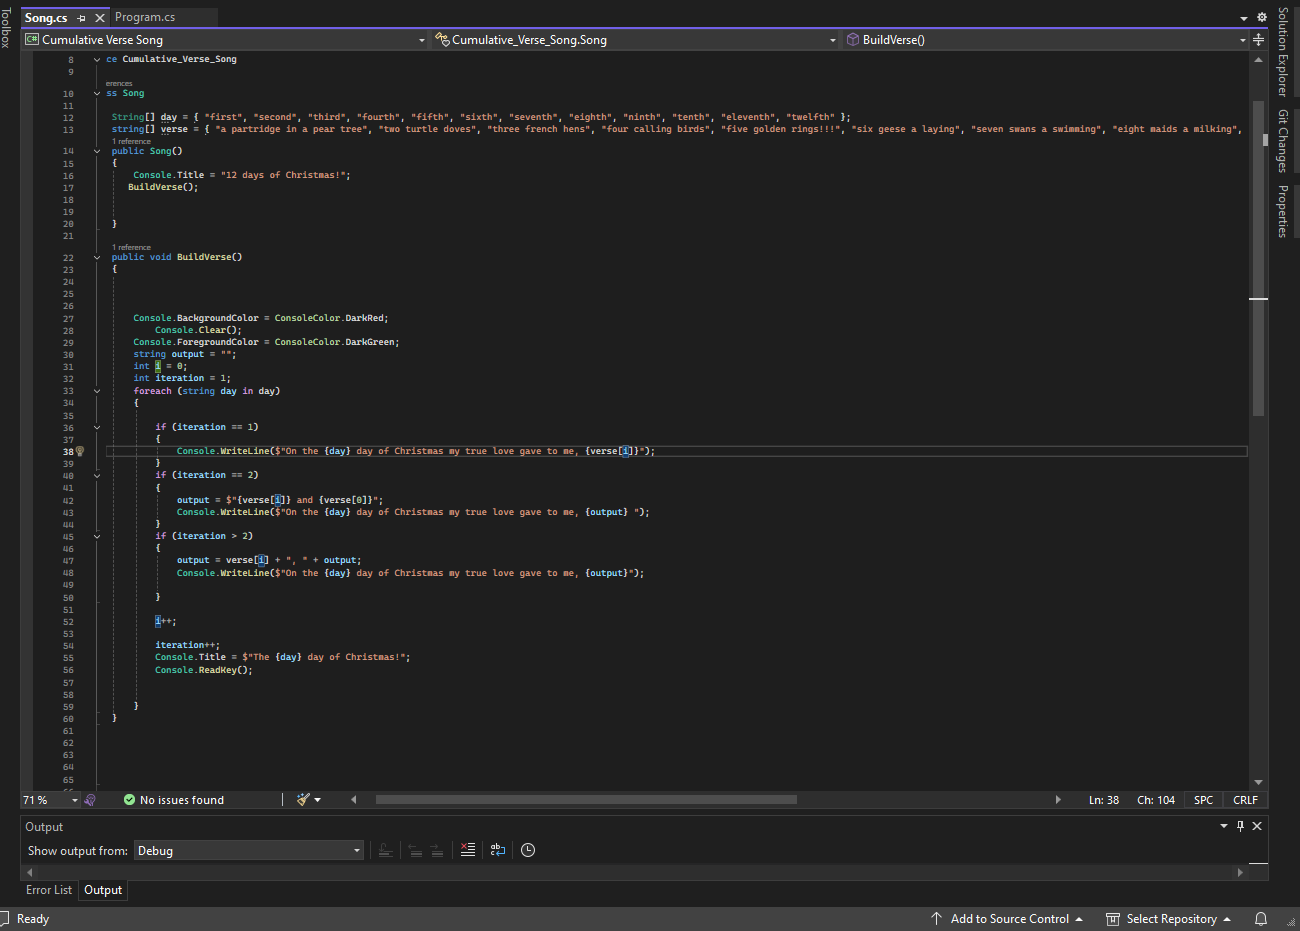 Toolbox
Song.cs
Program.cs
C# Cumulative Verse Song
Cumulative_Verse_Song.Song
BuildVerse()
8 ce Cumulative_Verse_Song
9
erences
10 ss Song
11
12 String[] day = { "first", "second", "third", "fourth", "fifth", "sixth", "seventh", "eighth", "ninth", "tenth", "eleventh", "twelfth" };
13 string[] verse = { "a partridge in a pear tree", "two turtle doves", "three french hens", "four calling birds", "five golden rings!!!", "six geese a laying", "seven swans a swimming", "eight maids a milking",
1 reference
14 public Song()
15 {
16 Console.Title = "12 days of Christmas!";
17 BuildVerse();
18
19
20 }
21
1 reference
22 public void BuildVerse()
23 {
24
25
26
27 Console.BackgroundColor = ConsoleColor.DarkRed;
28 Console.Clear();
29 Console.ForegroundColor = ConsoleColor.DarkGreen;
30 string output = "";
31 int i = 0;
32 int iteration = 1;
33 foreach (string day in day)
34 {
35
36 if (iteration == 1)
37 {
38 Console.WriteLine($"On the {day} day of Christmas my true love gave to me, {verse[i]}");
39 }
40 if (iteration == 2)
41 {
42 output = $"{verse[i]} and {verse[0]}";
43 Console.WriteLine($"On the {day} day of Christmas my true love gave to me, {output} ");
44 }
45 if (iteration > 2)
46 {
47 output = verse[i] + ", " + output;
48 Console.WriteLine($"On the {day} day of Christmas my true love gave to me, {output}");
49
50 }
51
52 i++;
53
54 iteration++;
55 Console.Title = $"The {day} day of Christmas!";
56 Console.ReadKey();
57
58
59 }
60 }
61
62
63
64
65
71 %
No issues found
Ln: 38 Ch: 104 SPC CRLF
Output
Show output from: Debug
Error List Output
Ready
Add to Source Control
Select Repository
Solution Explorer
Git Changes
Properties